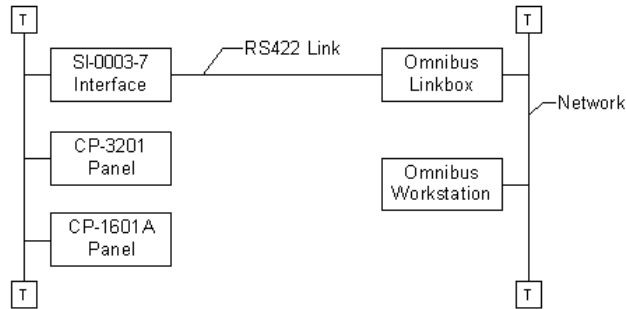 T
T
SI-0003-7
Interface
RS422 Link
Omnibus
Linkbox
Network
CP-3201
Panel
Omnibus
Workstation
CP-1601A
Panel
T
T